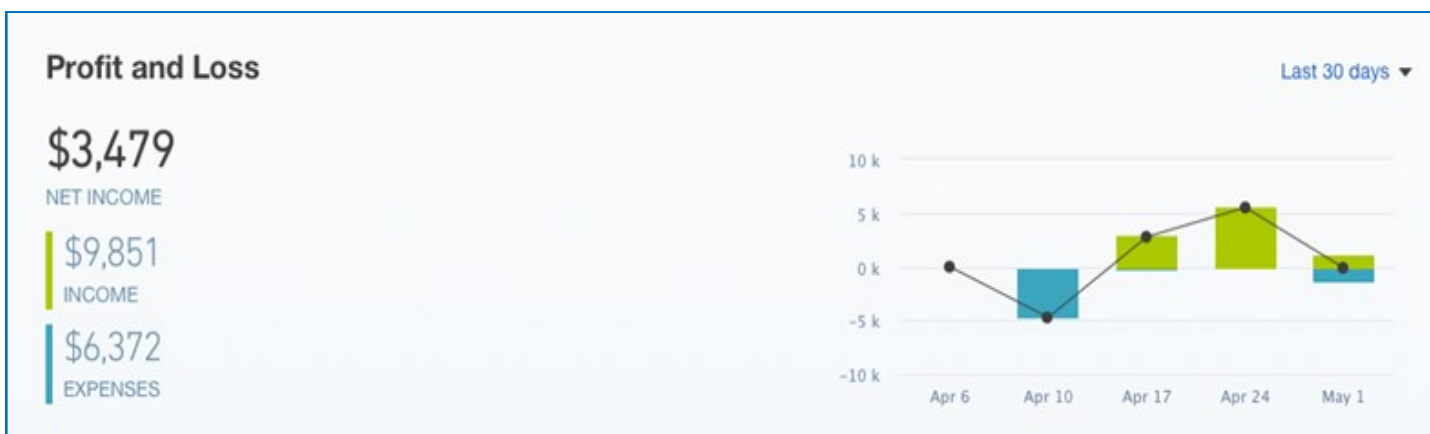 Profit and Loss
Last 30 days
$3,479
NET INCOME
$9,851
INCOME
$6,372
EXPENSES
10 k
5 k
0 k
-5 k
-10 k
Apr 6 Apr 10 Apr 17 Apr 24 May 1